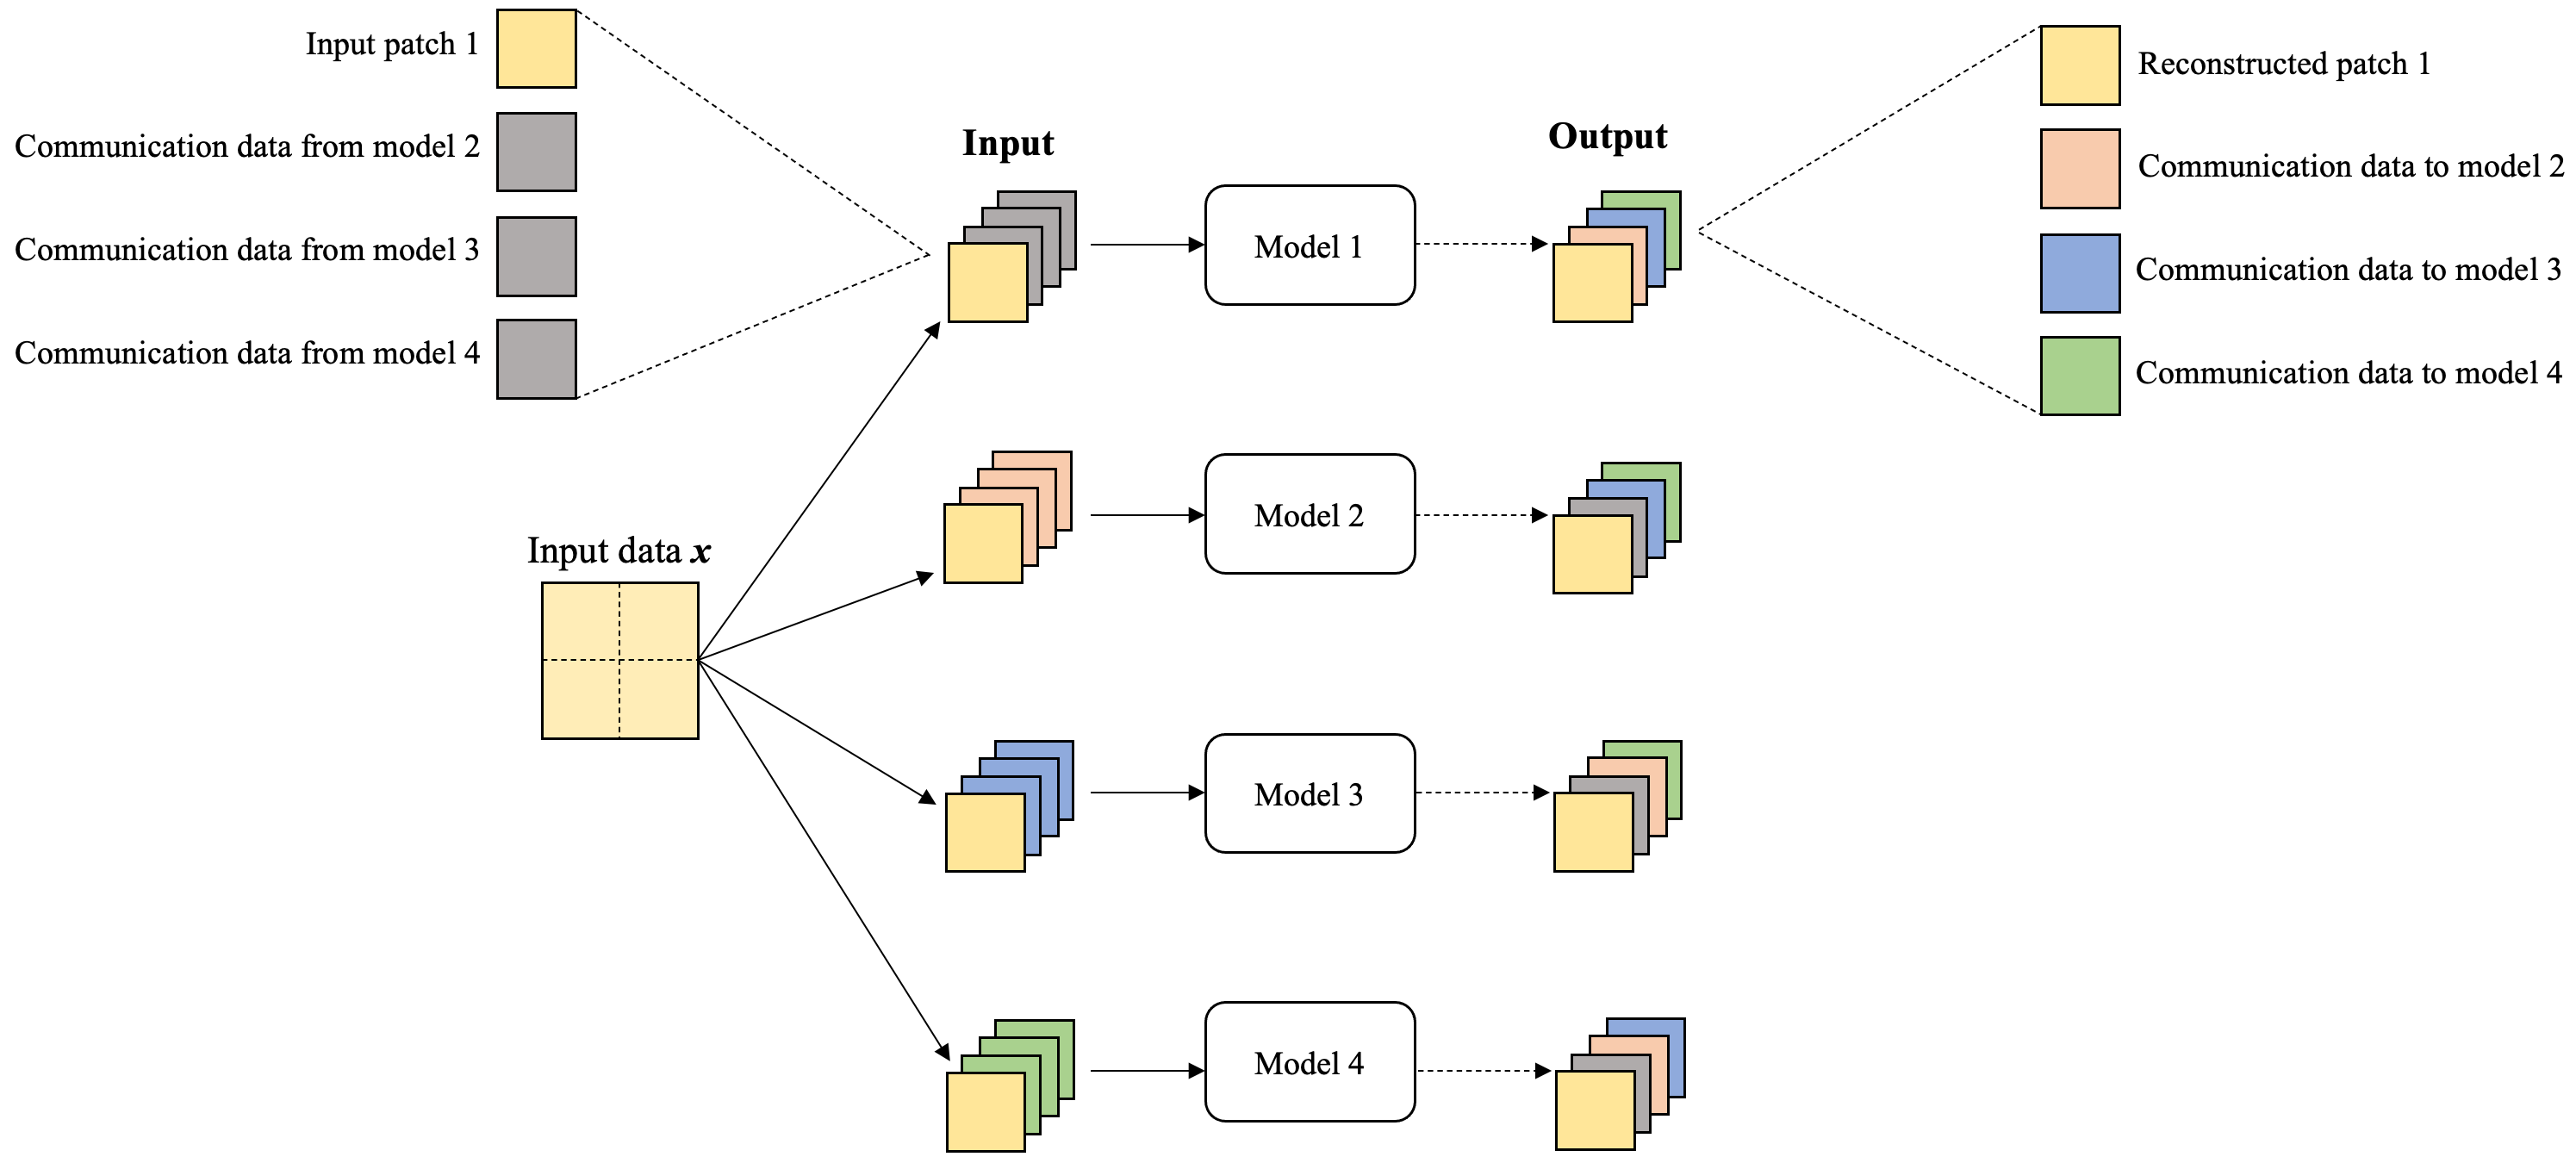 Input patch 1
Communication data from model 2
Communication data from model 3
Communication data from model 4
Input data x
Input
Output
Model 1
Model 2
Model 3
Model 4
Reconstructed patch 1
Communication data to model 2
Communication data to model 3
Communication data to model 4